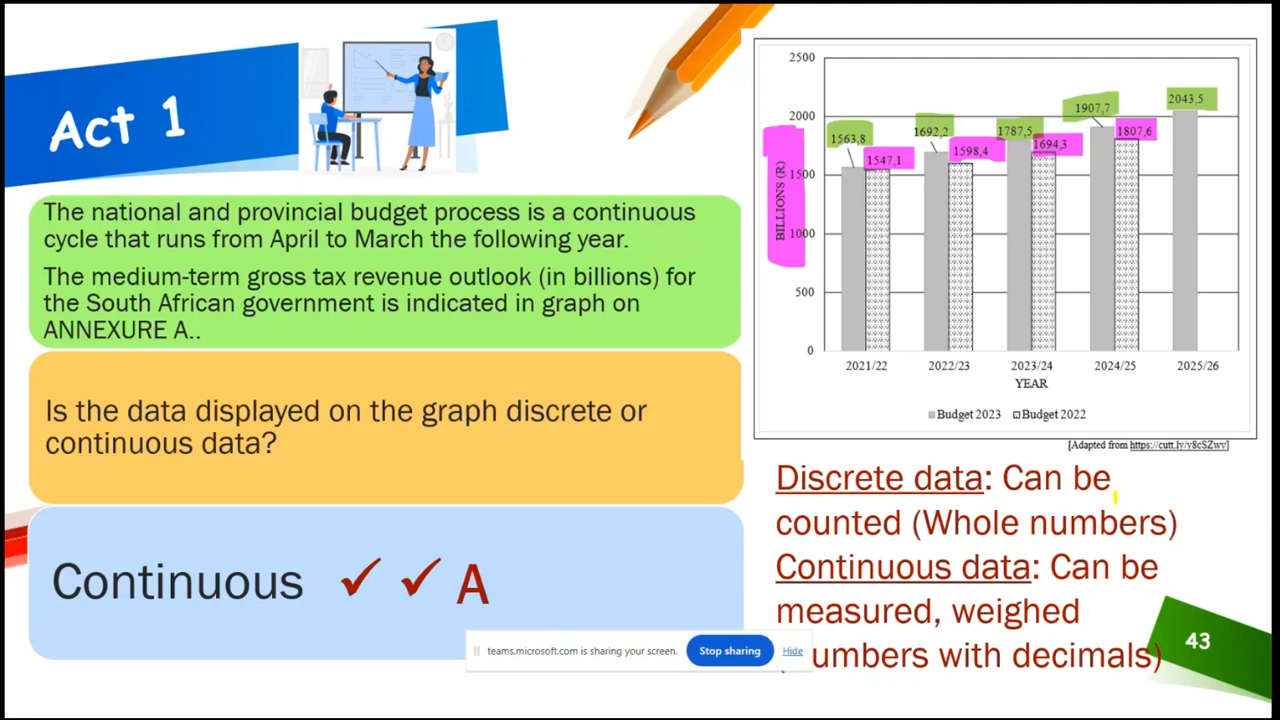 Act 1
The national and provincial budget process is a continuous
cycle that runs from April to March the following year.
The medium-term gross tax revenue outlook (in billions) for
the South African government is indicated in graph on
ANNEXURE A..
Is the data displayed on the graph discrete or
continuous data?
Continuous ✓ ✓ A
2500
2000
1500
1000
500
0
BILLIONS (R)
1563,8
1547,1
1692,2
1598,4
1787,5
1694,3
1907,7
1807,6
2043,5
2021/22 2022/23 2023/24 2024/25 2025/26
YEAR
Budget 2023 Budget 2022
[Adapted from https://cutt.ly/y8cSZwv]
Discrete data: Can be
counted (Whole numbers)
Continuous data: Can be
measured, weighed
umbers with decimals)
43
teams.microsoft.com is sharing your screen. Stop sharing Hide